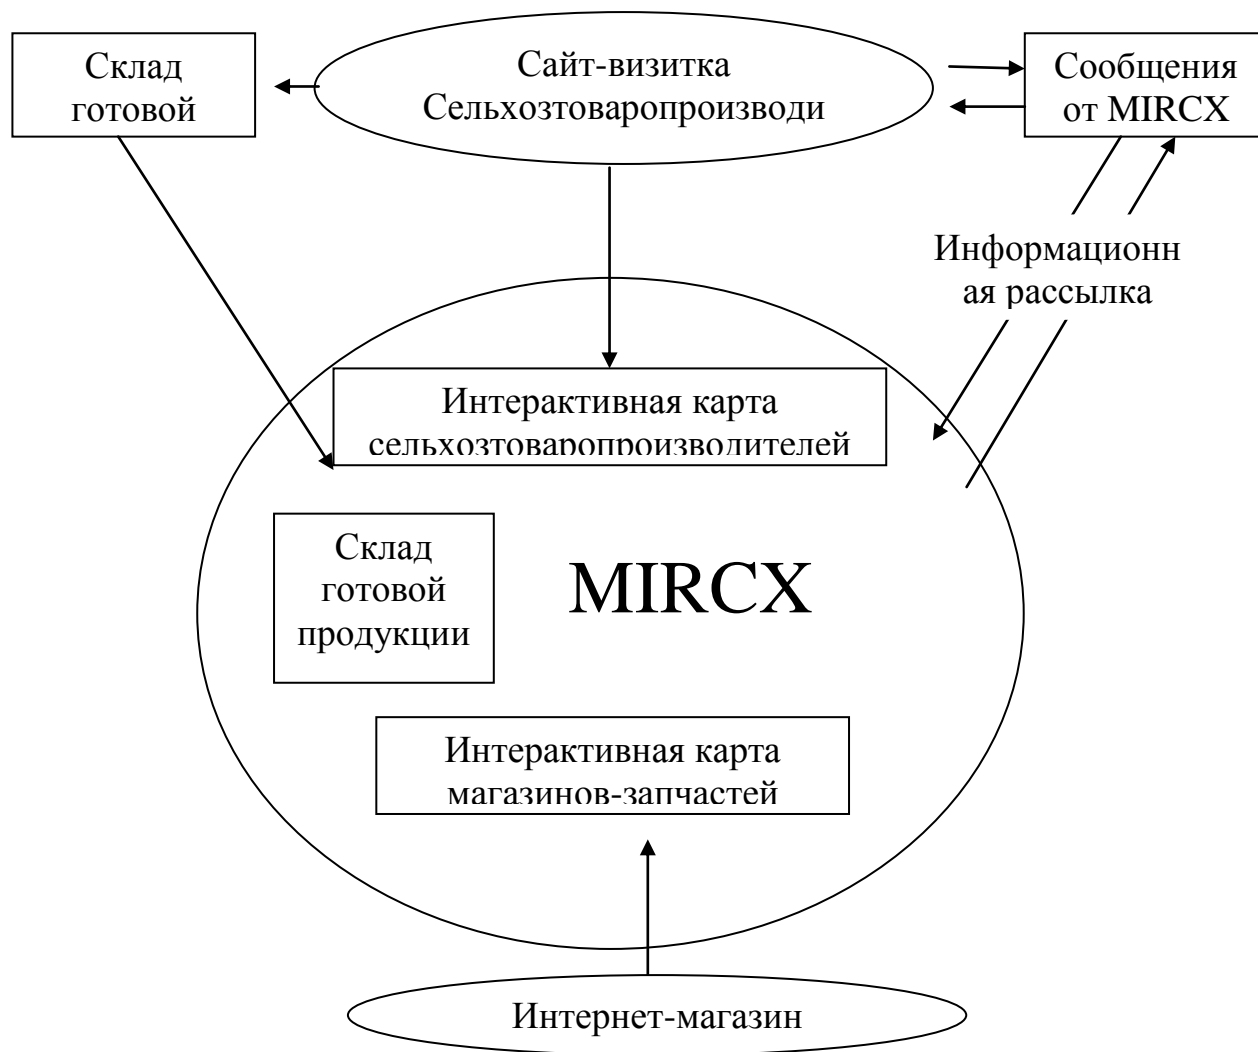 Склад
готовой
Сайт-визитка
Сельхозтоваропроизводи
Сообщения
от MIRCX
Информационн
ая рассылка
Интерактивная карта
сельхозтоваропроизводителей
Склад
готовой
продукции
MIRCX
Интерактивная карта
магазинов-запчастей
Интернет-магазин